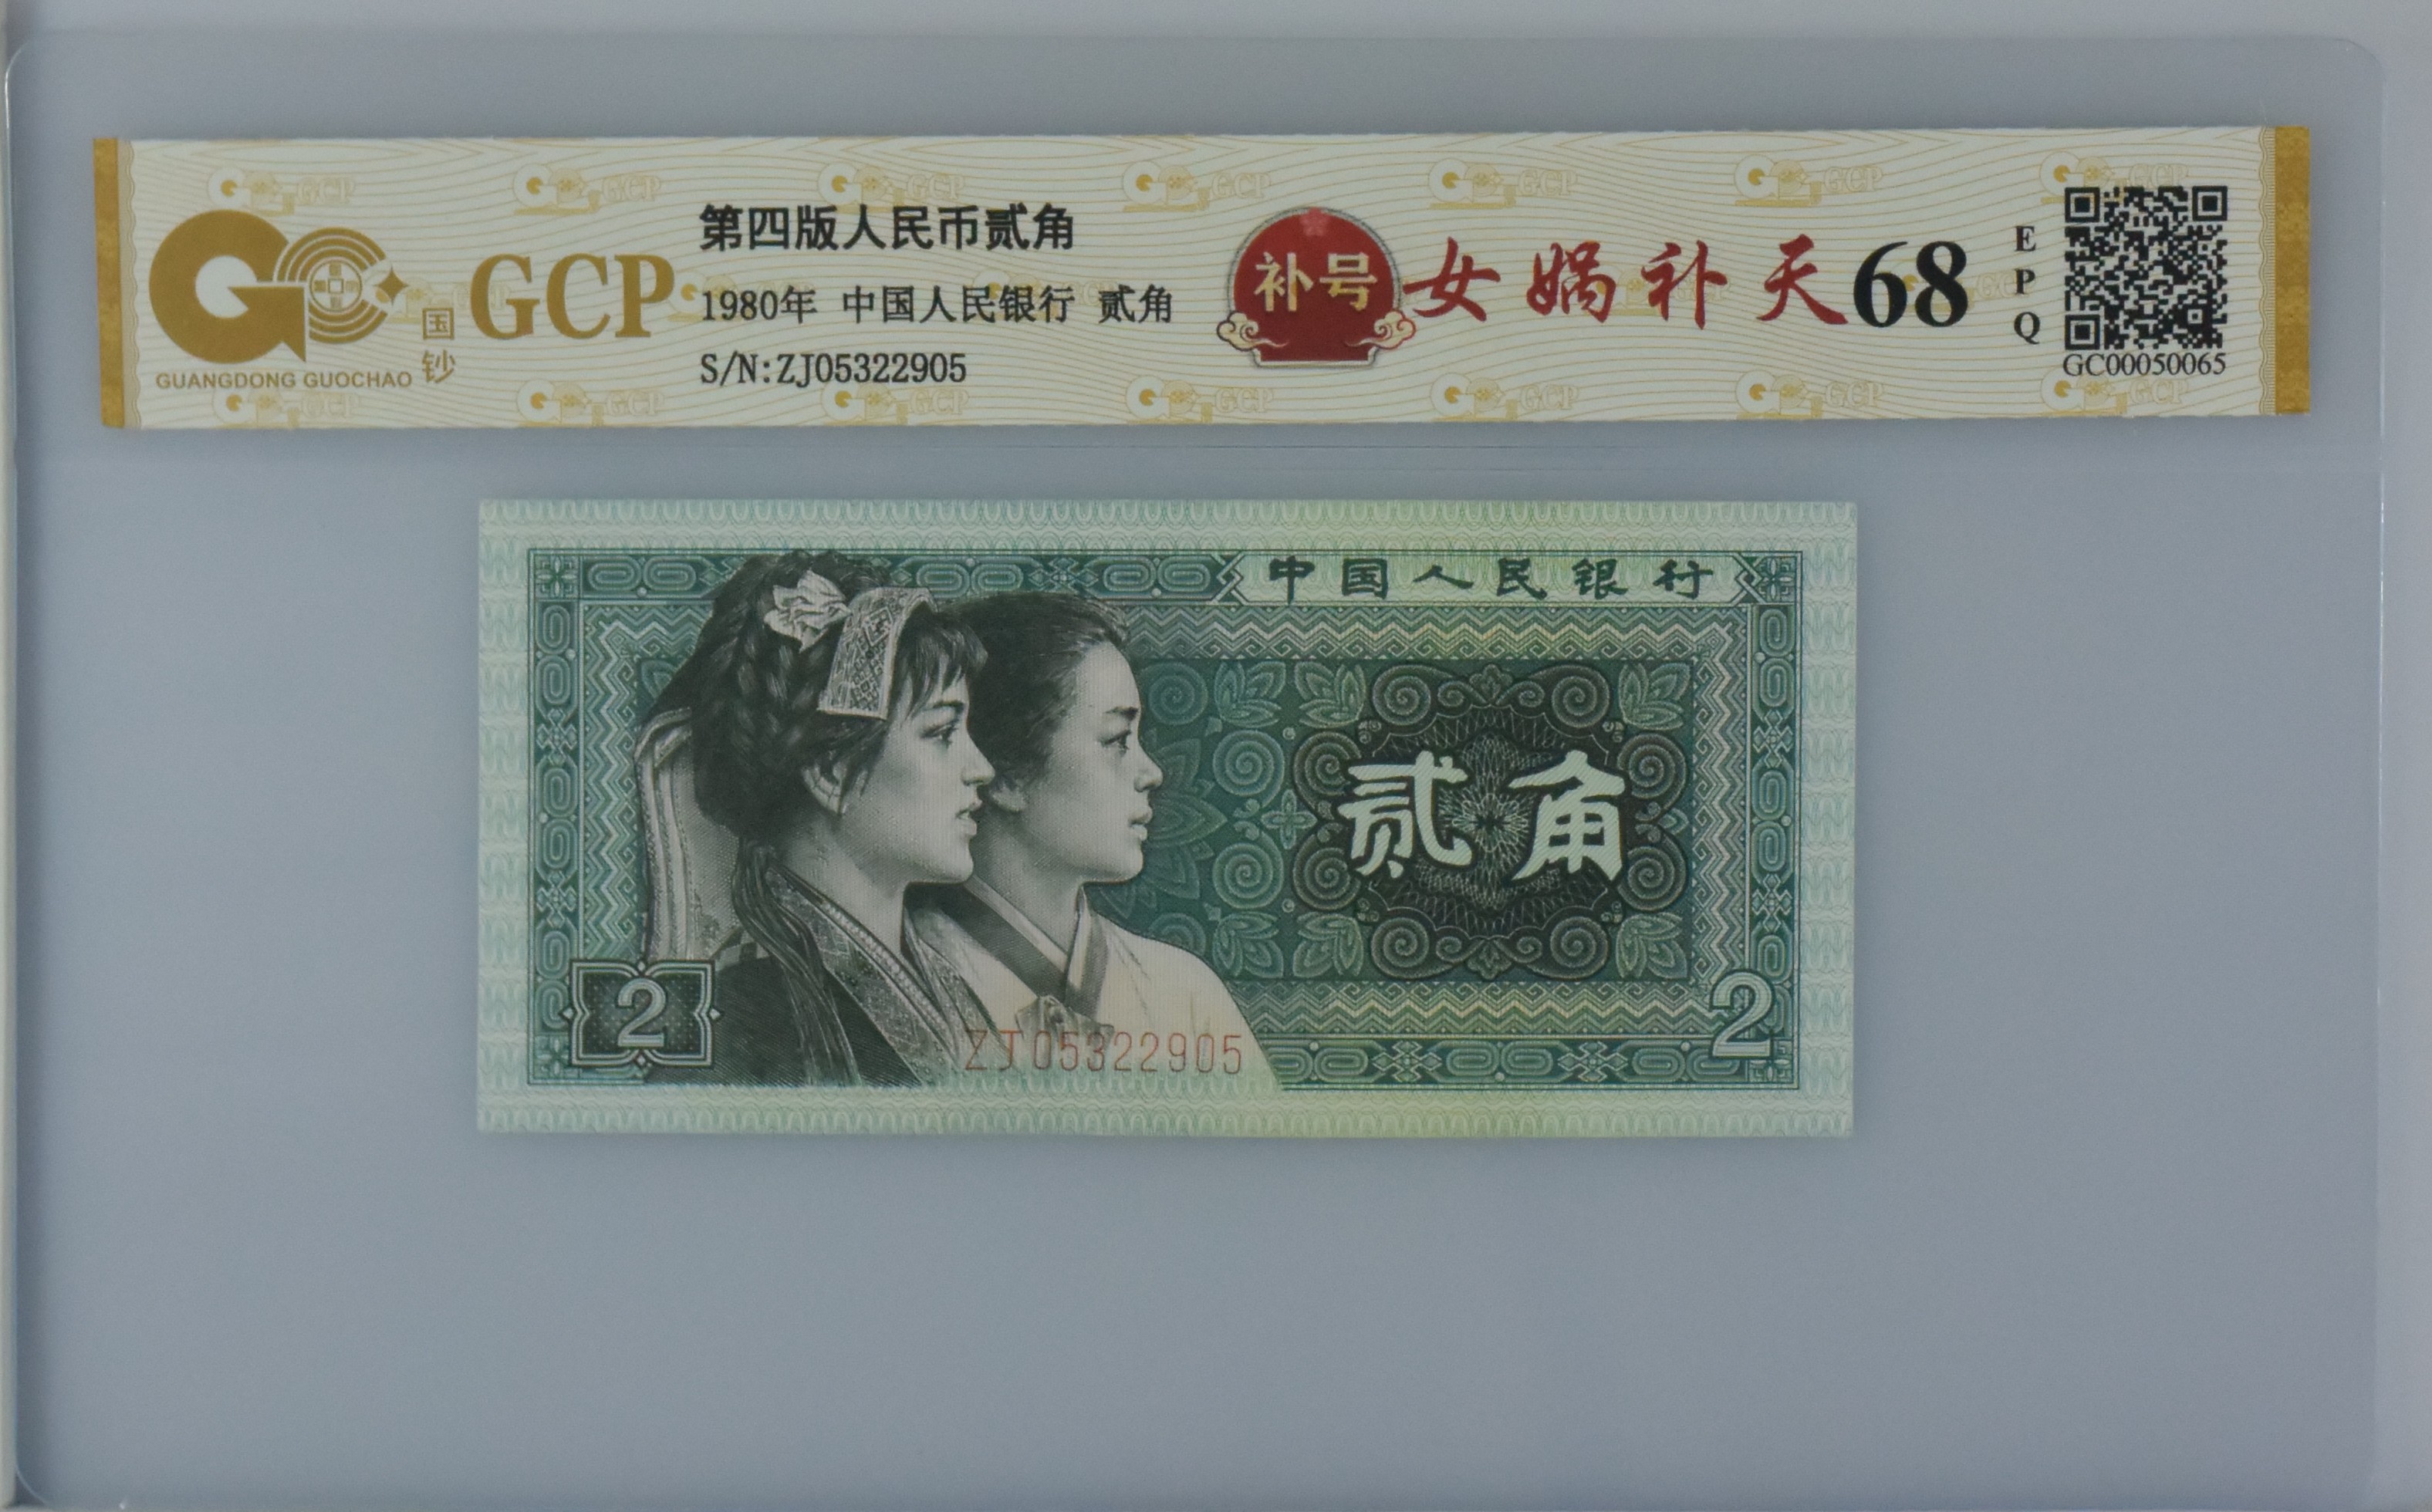 GUANGDONG GUOCHAO
国钞
GCP
第四版人民币贰角
1980年 中国人民银行 贰角
S/N:ZJ05322905
补号
女娲补天
68
EPQ
GC00050065
中国人民银行
贰角
2
ZJ05322905
2